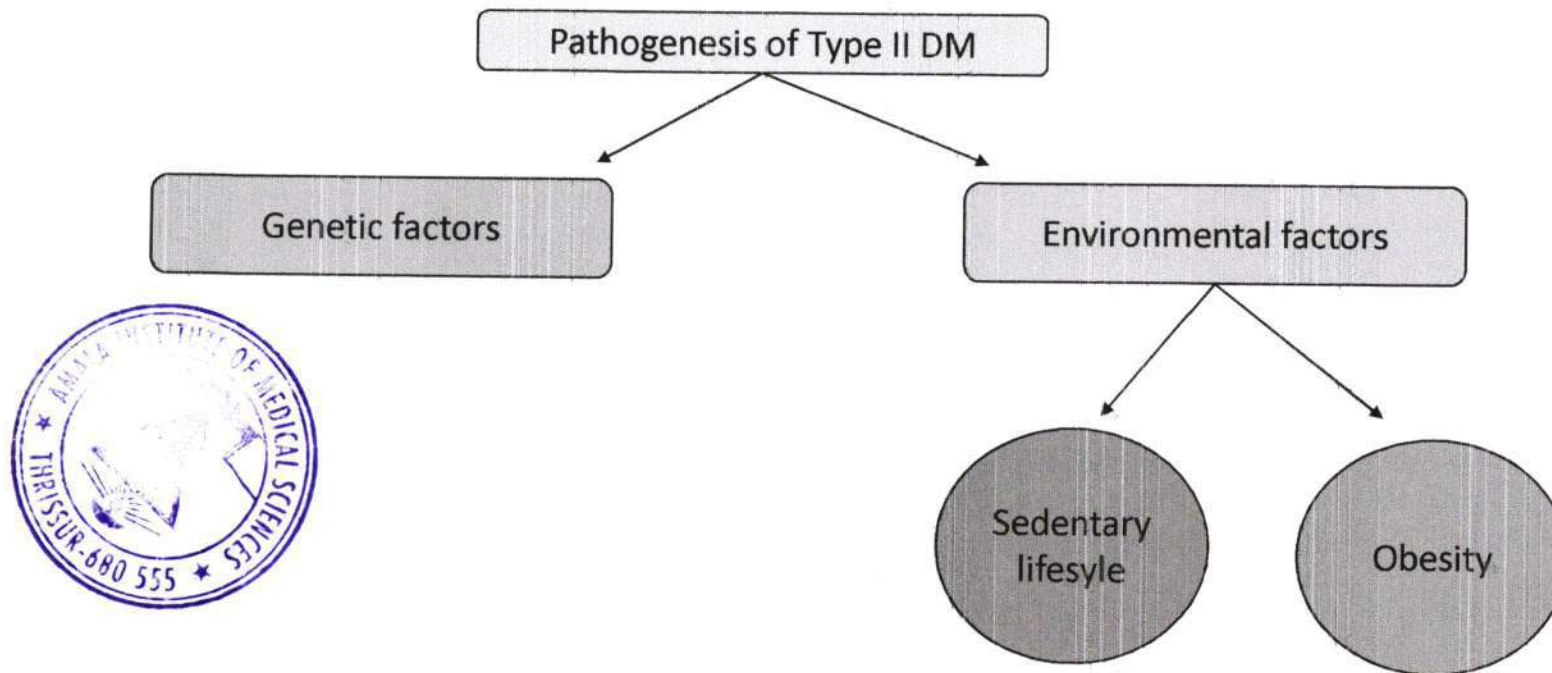 Pathogenesis of Type II DM
Genetic factors
Environmental factors
AMALA INSTITUTE OF MEDICAL SCIENCES
★ THRISSUR-680 555 ★
Sedentary
lifesyle
Obesity